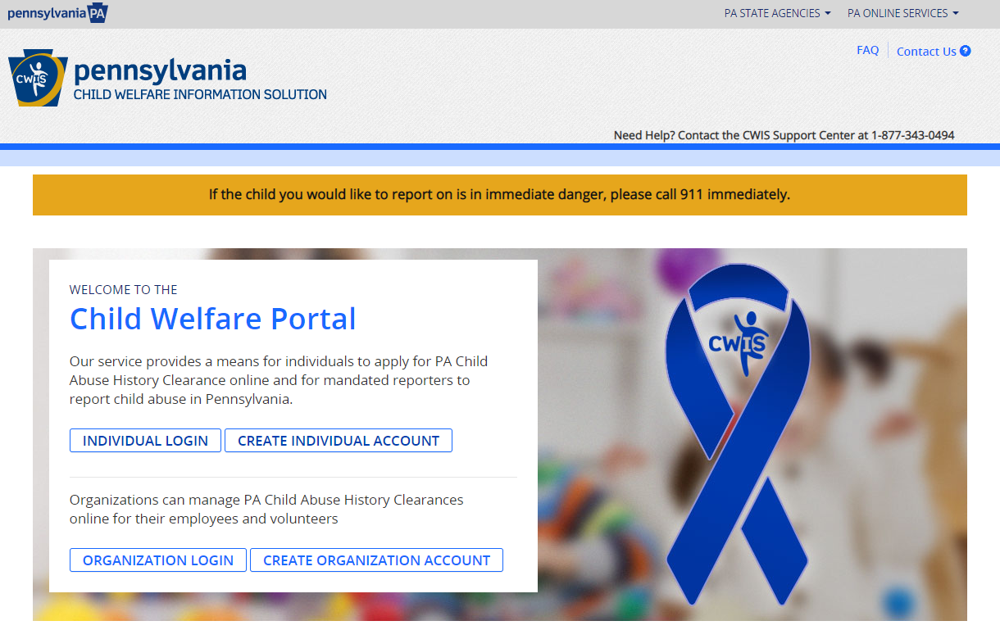 pennsylvania PA
PA STATE AGENCIES PA ONLINE SERVICES
FAQ Contact Us ?
CWIS
pennsylvania
CHILD WELFARE INFORMATION SOLUTION
Need Help? Contact the CWIS Support Center at 1-877-343-0494
If the child you would like to report on is in immediate danger, please call 911 immediately.
WELCOME TO THE
Child Welfare Portal
Our service provides a means for individuals to apply for PA Child
Abuse History Clearance online and for mandated reporters to
report child abuse in Pennsylvania.
INDIVIDUAL LOGIN CREATE INDIVIDUAL ACCOUNT
Organizations can manage PA Child Abuse History Clearances
online for their employees and volunteers
ORGANIZATION LOGIN CREATE ORGANIZATION ACCOUNT
CWIS